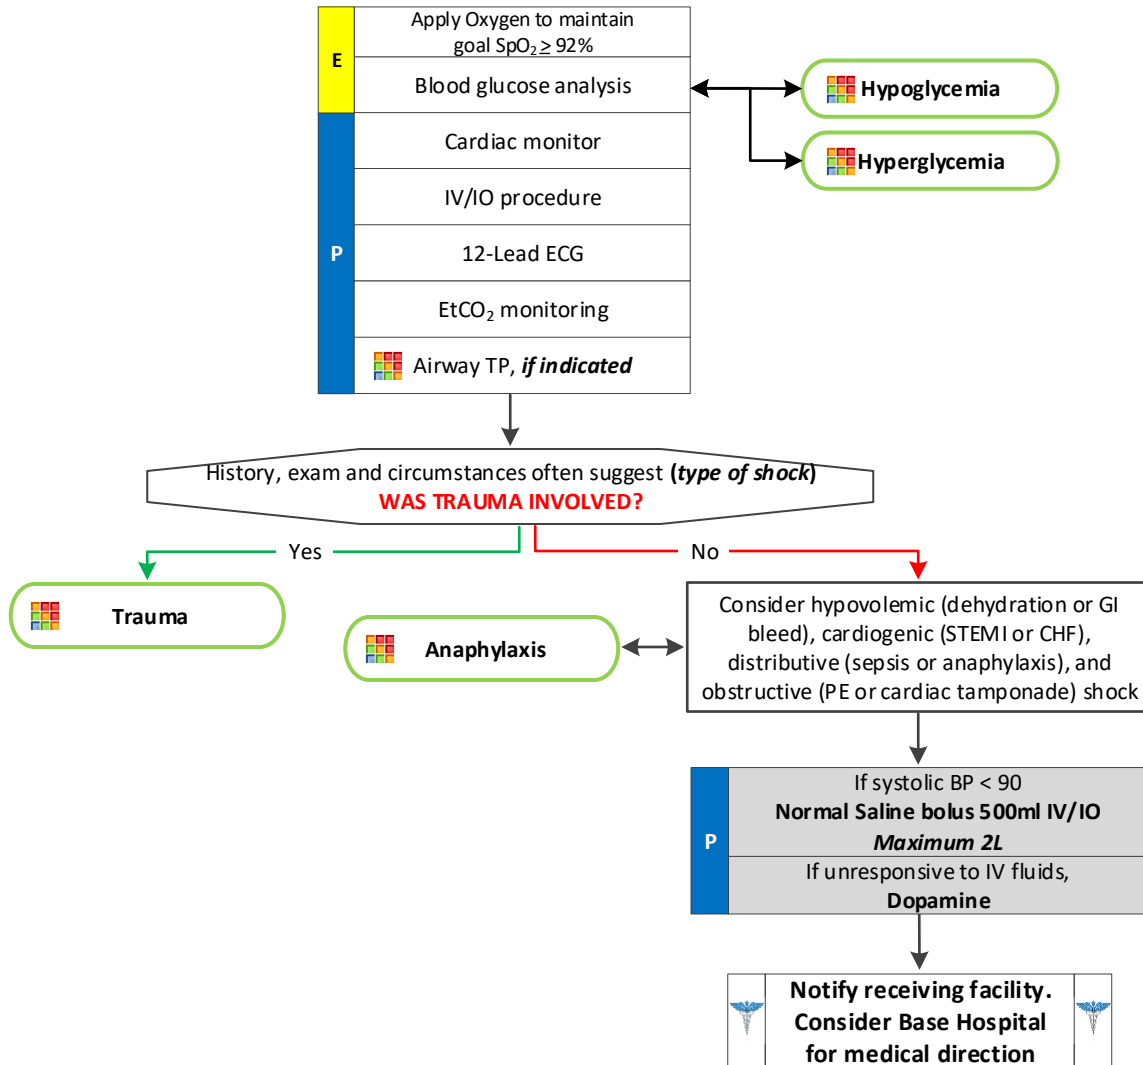 Apply Oxygen to maintain
goal SpO₂ ≥ 92%
E
Blood glucose analysis
Hypoglycemia
Hyperglycemia
Cardiac monitor
IV/IO procedure
P
12-Lead ECG
EtCO₂ monitoring
Airway TP, if indicated
History, exam and circumstances often suggest (type of shock)
WAS TRAUMA INVOLVED?
Yes
No
Trauma
Anaphylaxis
Consider hypovolemic (dehydration or GI
bleed), cardiogenic (STEMI or CHF),
distributive (sepsis or anaphylaxis), and
obstructive (PE or cardiac tamponade) shock
P
If systolic BP < 90
Normal Saline bolus 500ml IV/IO
Maximum 2L
If unresponsive to IV fluids,
Dopamine
Notify receiving facility.
Consider Base Hospital
for medical direction